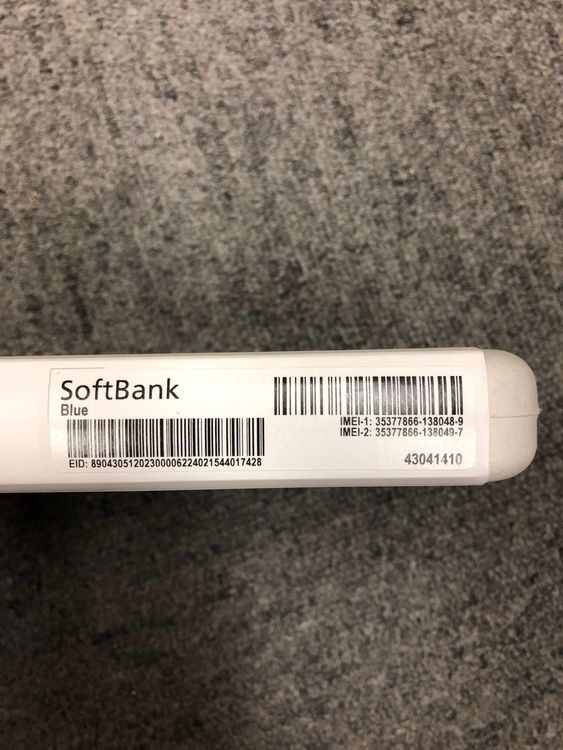 SoftBank
Blue
EID: 89043051202300006224021544017428
IMEI-1: 35377866-138048-9
IMEI-2: 35377866-138049-7
43041410